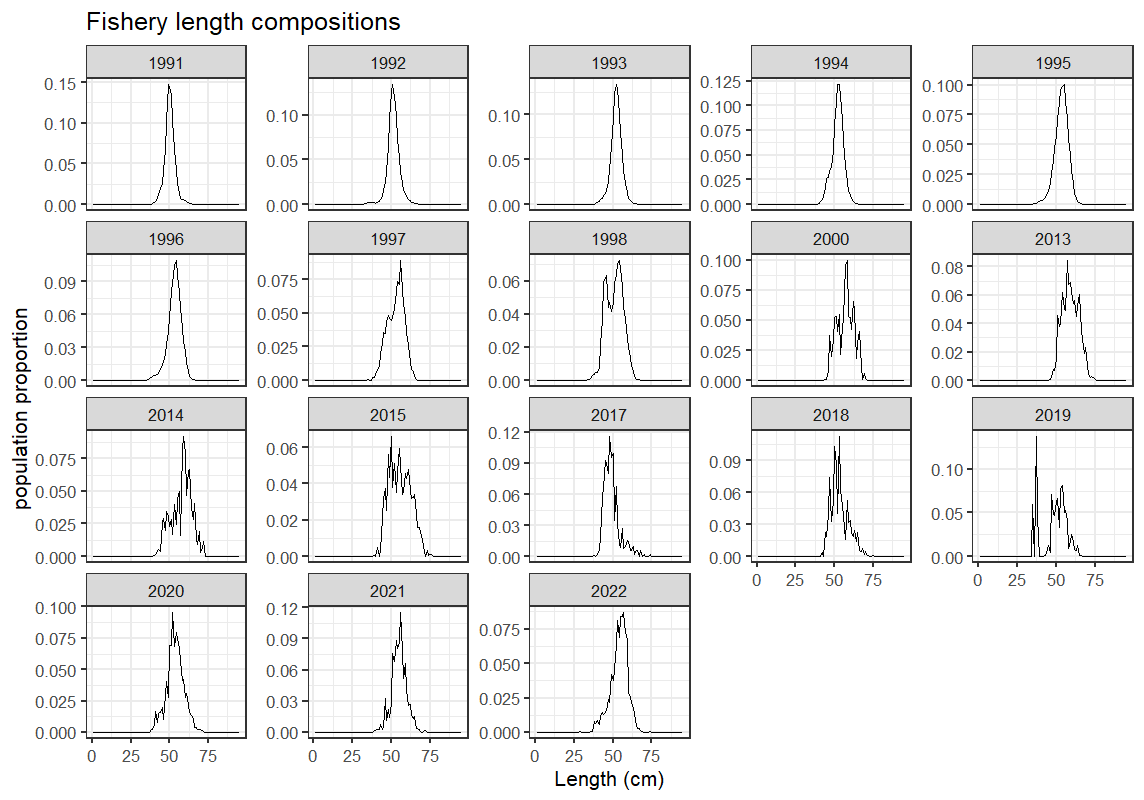 Fishery length compositions
1991 1992 1993 1994 1995
0.15 0.10 0.05 0.00
0.10 0.05 0.00
0.10 0.05 0.00
0.125 0.100 0.075 0.050 0.025 0.000
0.100 0.075 0.050 0.025 0.000
1996 1997 1998 2000 2013
0.09 0.06 0.03 0.00
0.075 0.050 0.025 0.000
0.06 0.04 0.02 0.00
0.100 0.075 0.050 0.025 0.000
0.08 0.06 0.04 0.02 0.00
population proportion
2014 2015 2017 2018 2019
0.075 0.050 0.025 0.000
0.06 0.04 0.02 0.00
0.12 0.09 0.06 0.03 0.00
0.09 0.06 0.03 0.00
0.10 0.05 0.00
0 25 50 75
0 25 50 75
2020 2021 2022
0.100 0.075 0.050 0.025 0.000
0.12 0.09 0.06 0.03 0.00
0.075 0.050 0.025 0.000
0 25 50 75
0 25 50 75
0 25 50 75
Length (cm)